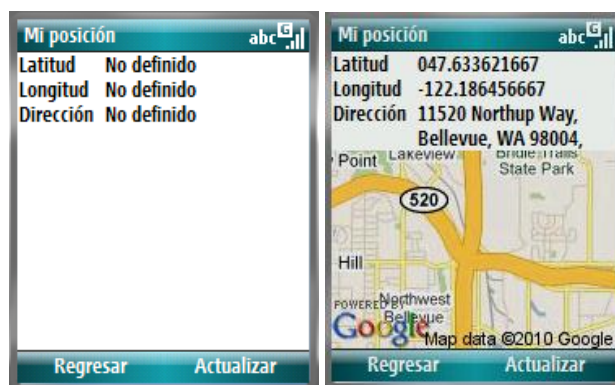 Mi posición abc G
Latitud No definido
Longitud No definido
Dirección No definido
Regresar Actualizar
Mi posición abc G
Latitud 047.633621667
Longitud -122.186456667
Dirección 11520 Northup Way,
Bellevue, WA 98004,
Point Lakeview Bridle Trails
State Park
520
Hill
POWERED BY Northwest
Bellevue
Google Map data ©2010 Google
Regresar Actualizar